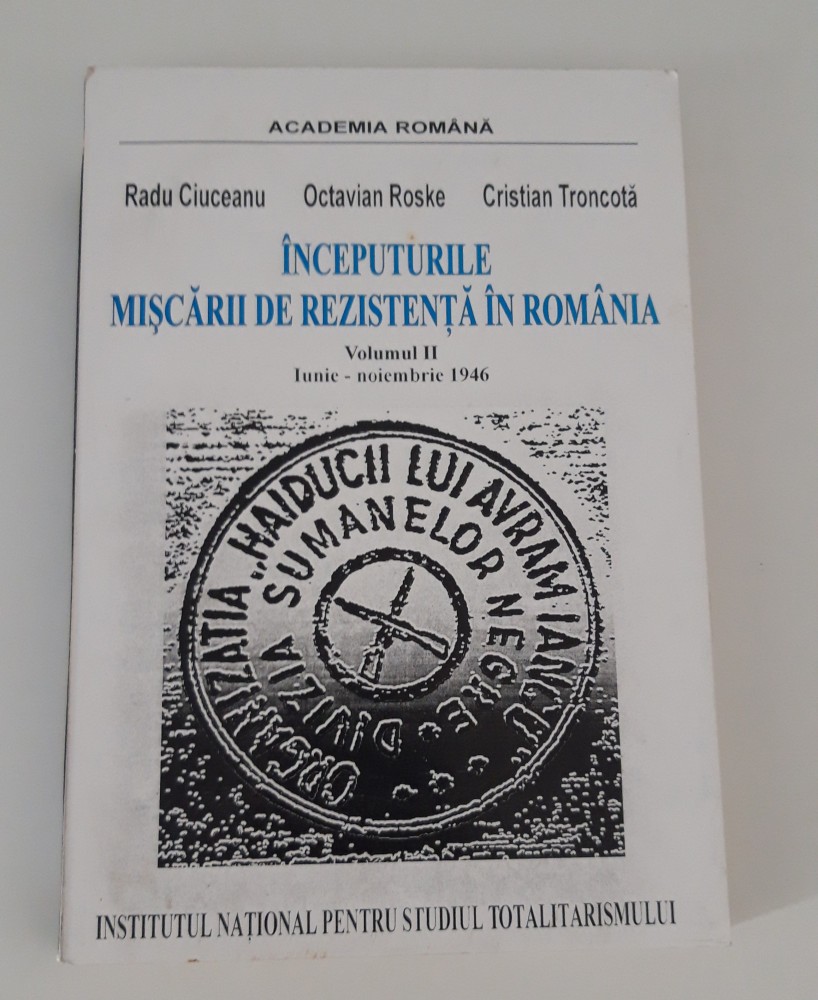 ACADEMIA ROMÂNĂ
Radu Ciuceanu Octavian Roske Cristian Troncotă
ÎNCEPUTURILE
MIŞCĂRII DE REZISTENŢĂ ÎN ROMÂNIA
Volumul II
Iunie - noiembrie 1946
ORGANIZATIA „HAIDUCII LUI AVRAM IANCU"
DIVIZIA SUMANELOR NEGRE
INSTITUTUL NAŢIONAL PENTRU STUDIUL TOTALITARISMULUI